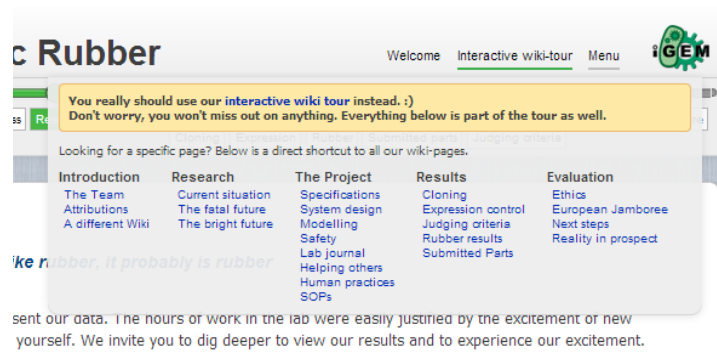 c Rubber
Welcome Interactive wiki-tour Menu
iGEM
You really should use our interactive wiki tour instead. :)
Don't worry, you won't miss out on anything. Everything below is part of the tour as well.
Cloning Expression Rubber Submitted parts Judging criteria
Looking for a specific page? Below is a direct shortcut to all our wiki-pages.
Introduction
The Team
Attributions
A different Wiki
Research
Current situation
The fatal future
The bright future
The Project
Specifications
System design
Modelling
Safety
Lab journal
Helping others
Human practices
SOPs
Results
Cloning
Expression control
Judging criteria
Rubber results
Submitted Parts
Evaluation
Ethics
European Jamboree
Next steps
Reality in prospect
ike rubber, it probably is rubber
sent our data. The hours of work in the lab were easily justified by the excitement of new
yourself. We invite you to dig deeper to view our results and to experience our excitement.